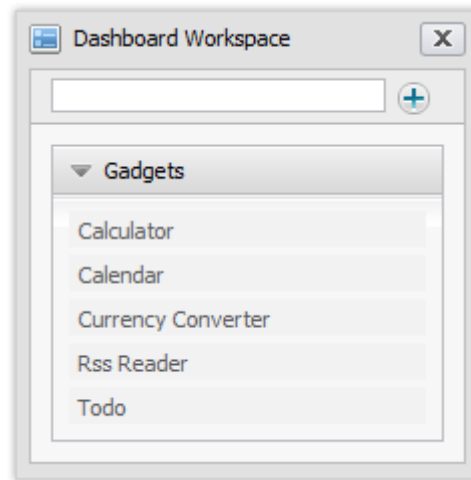 Dashboard Workspace
Gadgets
Calculator
Calendar
Currency Converter
Rss Reader
Todo